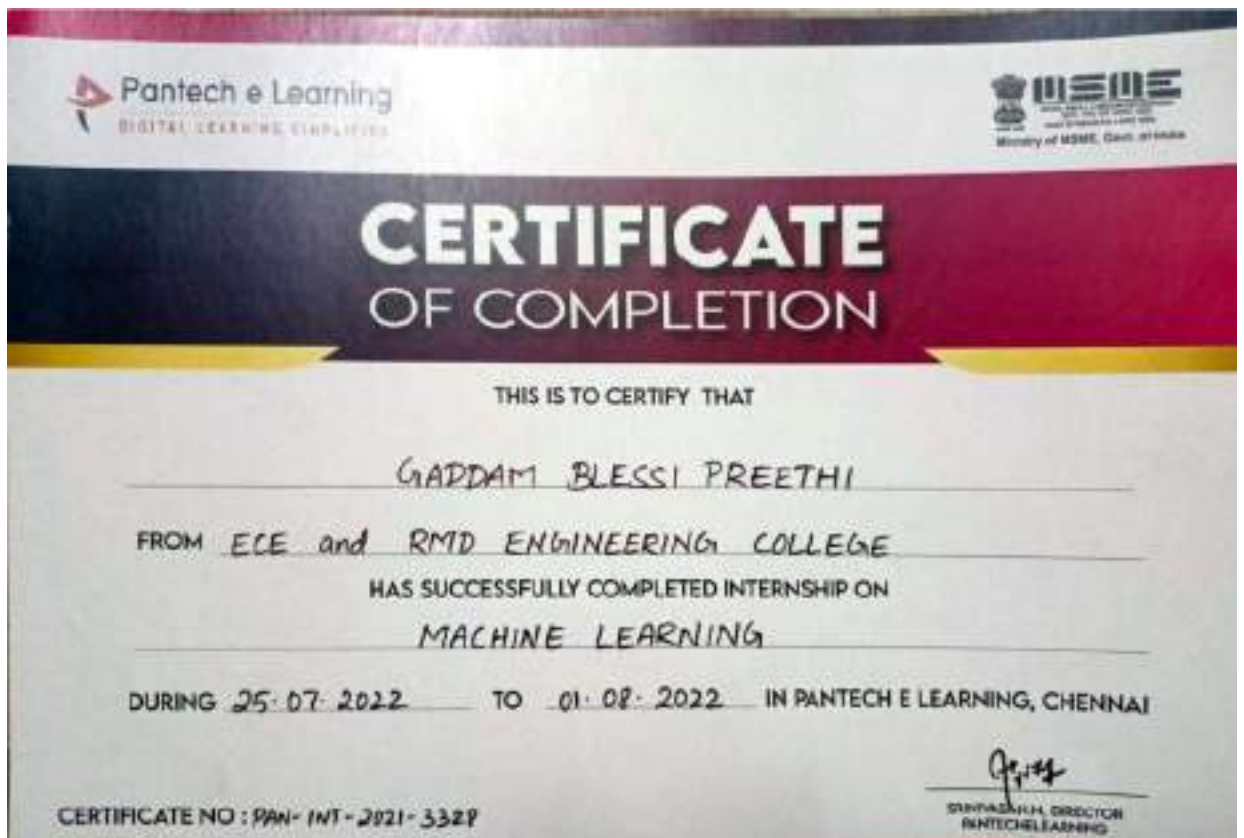 Pantech e Learning
DIGITAL LEARNING SIMPLIFIED
MSME
Ministry of MSME, Govt. of India
CERTIFICATE
OF COMPLETION
THIS IS TO CERTIFY THAT
GADDAM BLESSI PREETHI
FROM ECE and RMD ENGINEERING COLLEGE
HAS SUCCESSFULLY COMPLETED INTERNSHIP ON
MACHINE LEARNING
DURING 25.07.2022 TO 01.08.2022 IN PANTECH E LEARNING, CHENNAI
CERTIFICATE NO : PAN-INT-2021-3328
DIRECTOR
PANTECHELEARNING